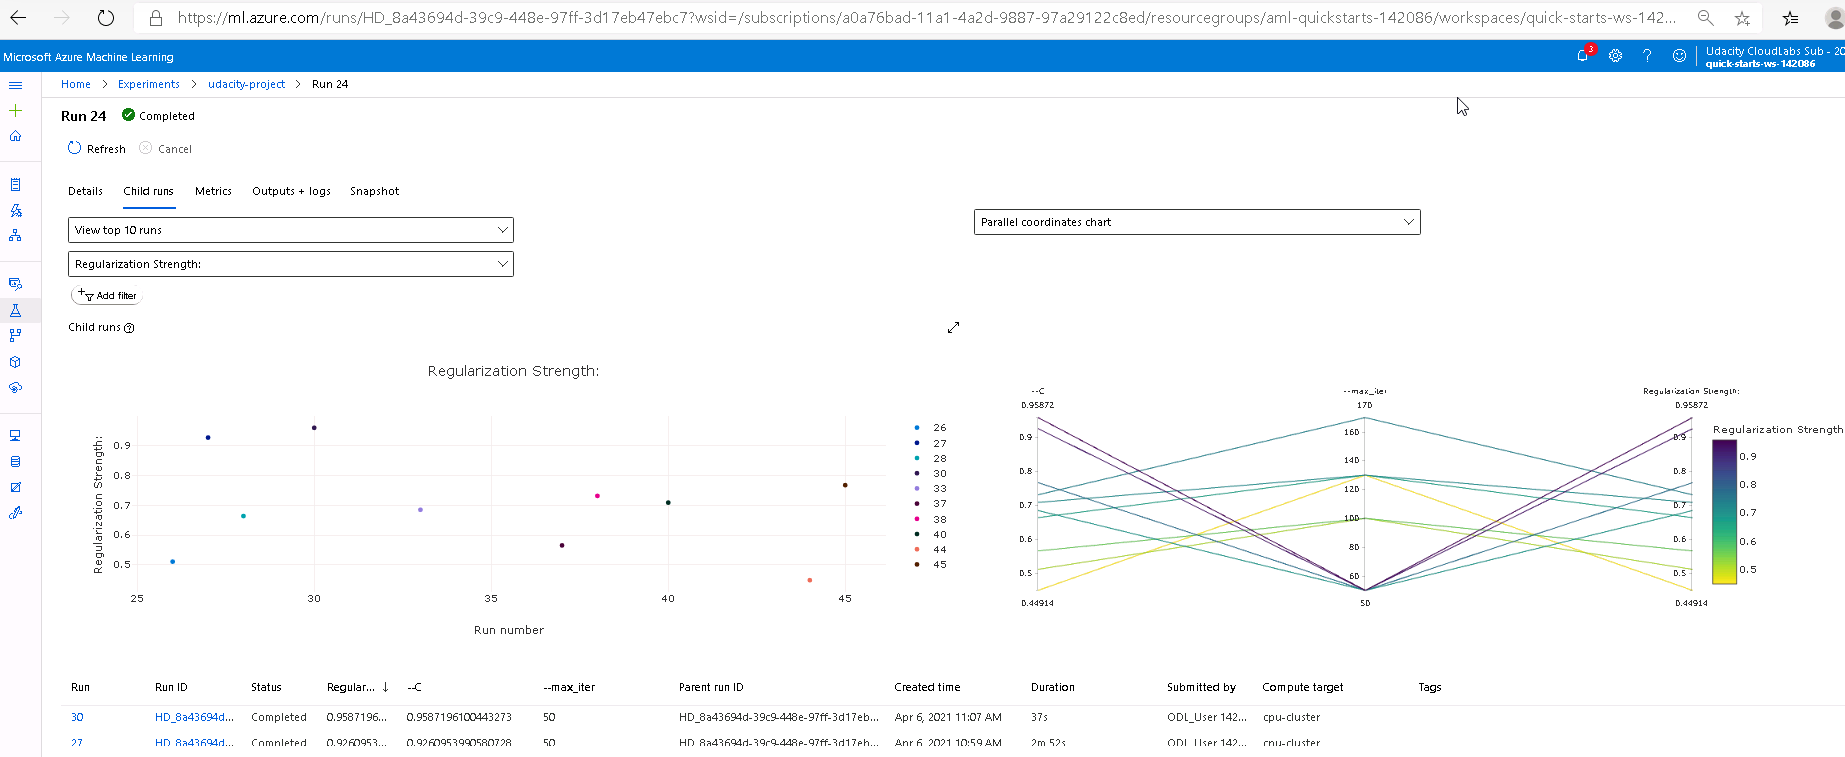 https://ml.azure.com/runs/HD_8a43694d-39c9-448e-97ff-3d17eb47ebc7?wsid=/subscriptions/a0a76bad-11a1-4a2d-9887-97a29122c8ed/resourcegroups/aml-quickstarts-142086/workspaces/quick-starts-ws-142...
Microsoft Azure Machine Learning
3
Udacity CloudLabs Sub - 20
quick-starts-ws-142086
Home > Experiments > udacity-project > Run 24
Run 24 Completed
Refresh Cancel
Details Child runs Metrics Outputs + logs Snapshot
View top 10 runs
Parallel coordinates chart
Regularization Strength:
Add filter
Child runs
Regularization Strength:
Regularization Strength:
0.9
0.8
0.7
0.6
0.5
25 30 35 40 45
Run number
26
27
28
30
33
37
38
40
44
45
--C --max_iter Regularization Strength:
0.95872 170 0.95872
0.9
0.8
0.7
0.6
0.5
0.44914
160
140
120
100
80
60
50
0.9
0.8
0.7
0.6
0.5
0.44914
Regularization Strength
0.9
0.8
0.7
0.6
0.5
Run Run ID Status Regular... ↓ --C --max_iter Parent run ID Created time Duration Submitted by Compute target Tags
30 HD_8a43694d... Completed 0.9587196... 0.9587196100443273 50 HD_8a43694d-39c9-448e-97ff-3d17eb... Apr 6, 2021 11:07 AM 37s ODL_User 142... cpu-cluster
27 HD_8a43694d... Completed 0.9260953... 0.9260953990580728 50 HD_8a43694d-39c9-448e-97ff-3d17eb... Apr 6, 2021 10:59 AM 2m 52s ODL_User 142... cpu-cluster